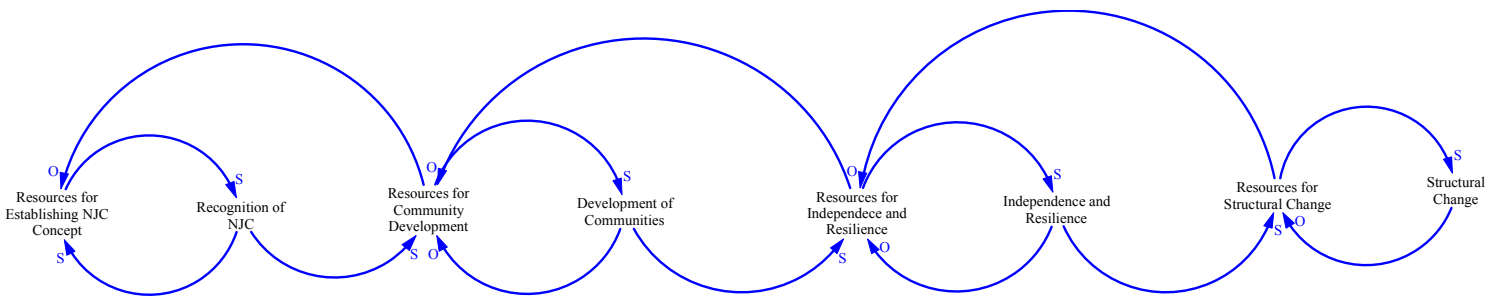 O
S
Resources for
Establishing NJC
Concept
S
Recognition of
NJC
O
Resources for
Community
Development
S
O
S
Development of
Communities
O
Resources for
Independece and
Resilience
S
O
S
Independence and
Resilience
Resources for
Structural Change
S
O
S
Structural
Change